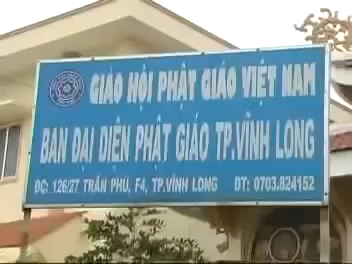 GIÁO HỘI PHẬT GIÁO VIỆT NAM
BAN ĐẠI DIỆN PHẬT GIÁO TP.VĨNH LONG
ĐC: 126/27 TRẦN PHÚ, F4, TP.VĨNH LONG ĐT: 0703.824152